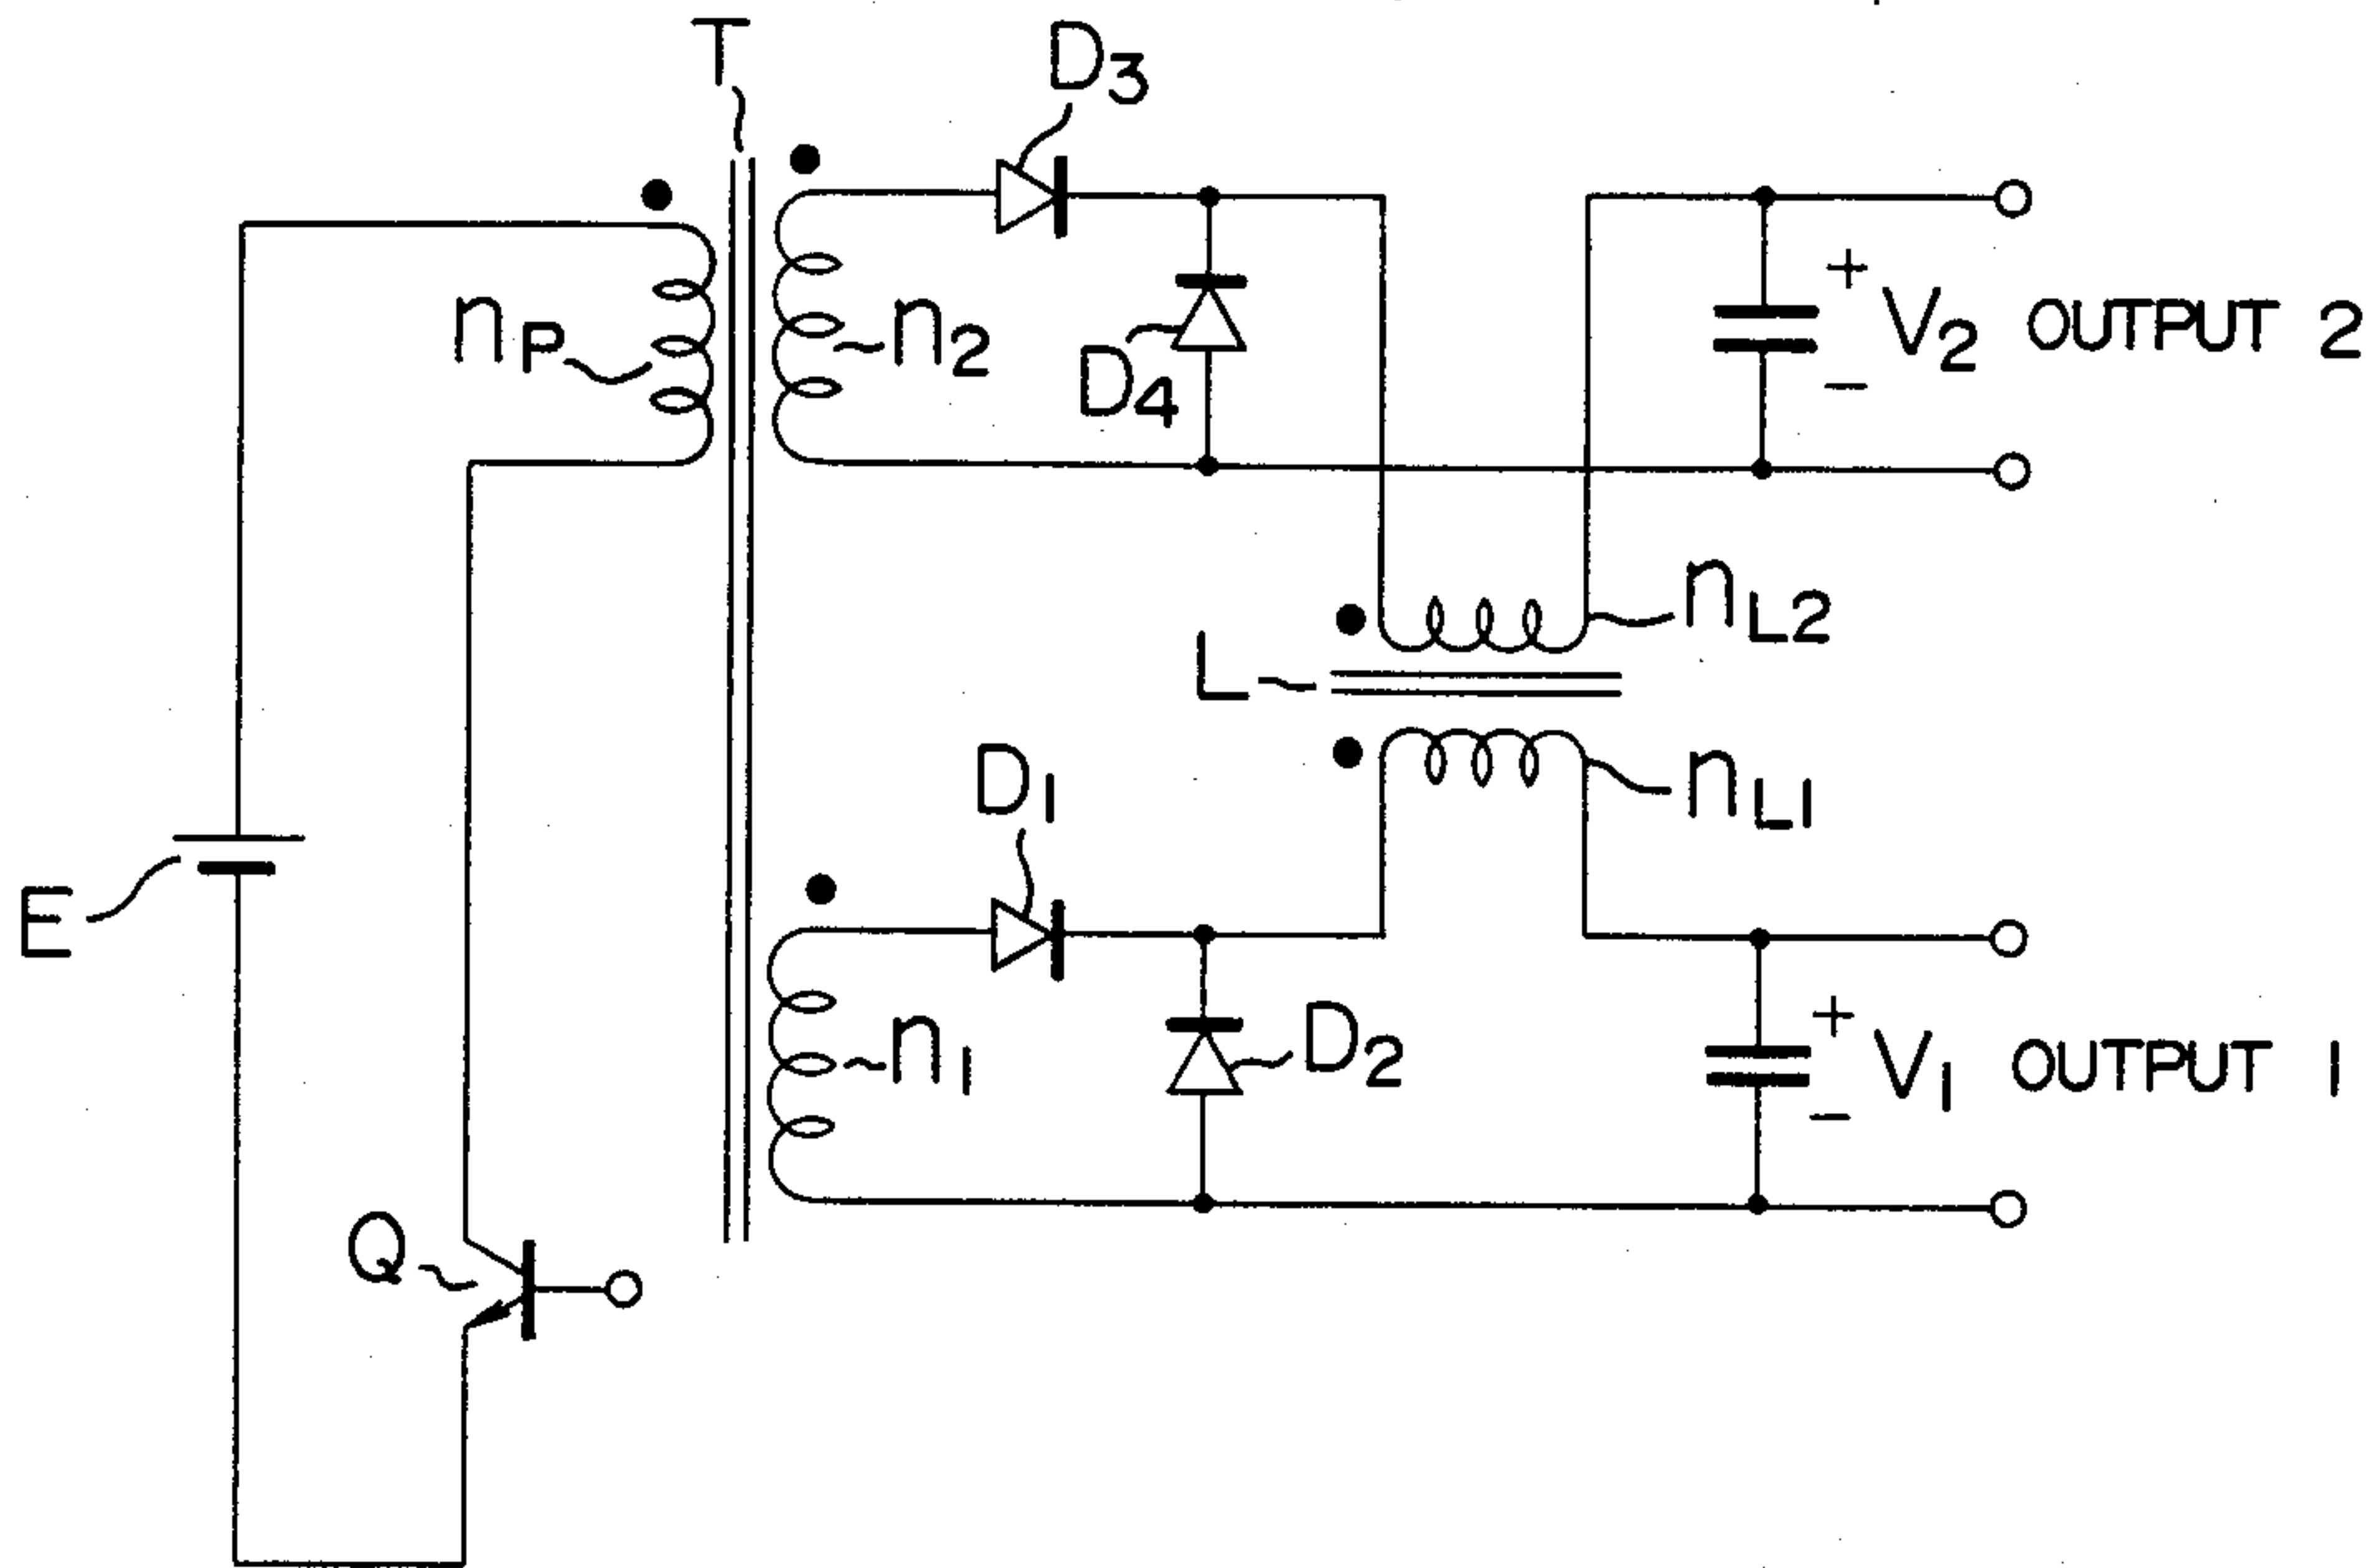 T
D3
nP
n2
D4
+
V2 OUTPUT 2
−
nL2
L
nL1
D1
E
n1
D2
+
V1 OUTPUT 1
−
Q